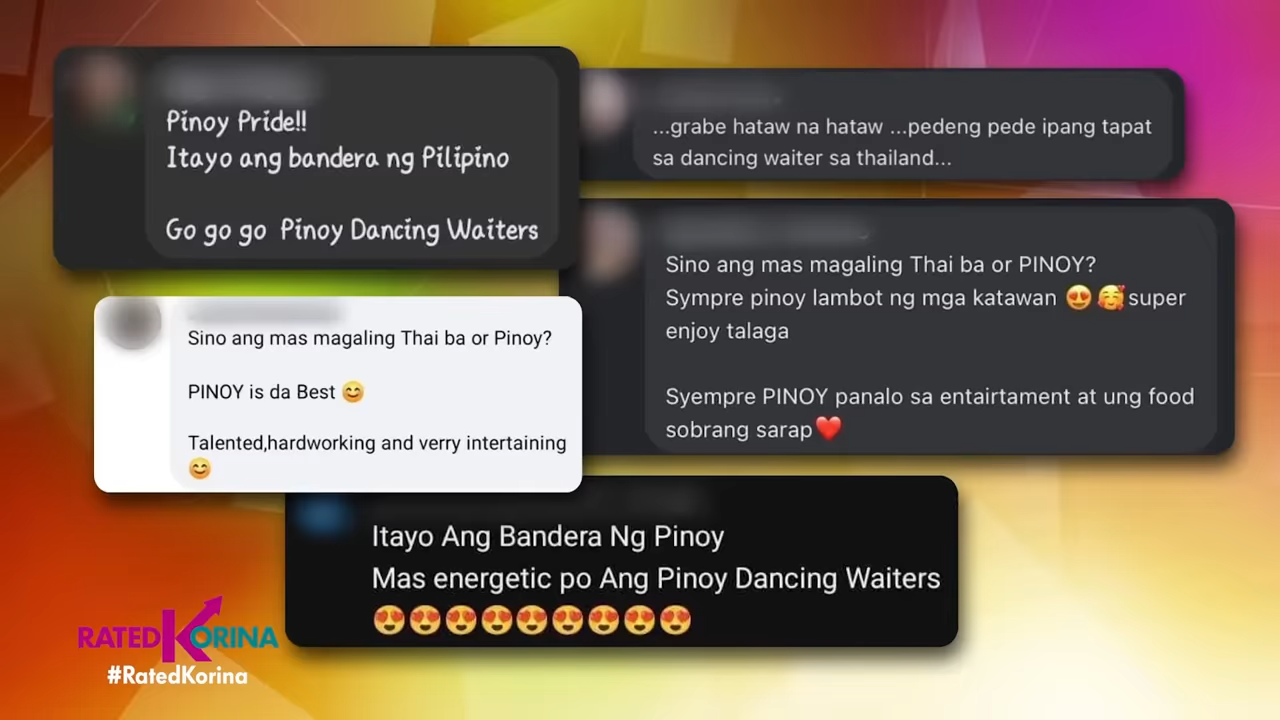 Pinoy Pride!!
Itayo ang bandera ng Pilipino
Go go go Pinoy Dancing Waiters
...grabe hataw na hataw ...pedeng pede ipang tapat
sa dancing waiter sa thailand...
Sino ang mas magaling Thai ba or PINOY?
Sympre pinoy lambot ng mga katawan 😍 🥰 super
enjoy talaga
Syempre PINOY panalo sa entairtament at ung food
sobrang sarap❤️
Sino ang mas magaling Thai ba or Pinoy?
PINOY is da Best 😊
Talented,hardworking and verry intertaining
😊
Itayo Ang Bandera Ng Pinoy
Mas energetic po Ang Pinoy Dancing Waiters
😍😍😍😍😍😍😍😍😍
RATED KORINA
#RatedKorina